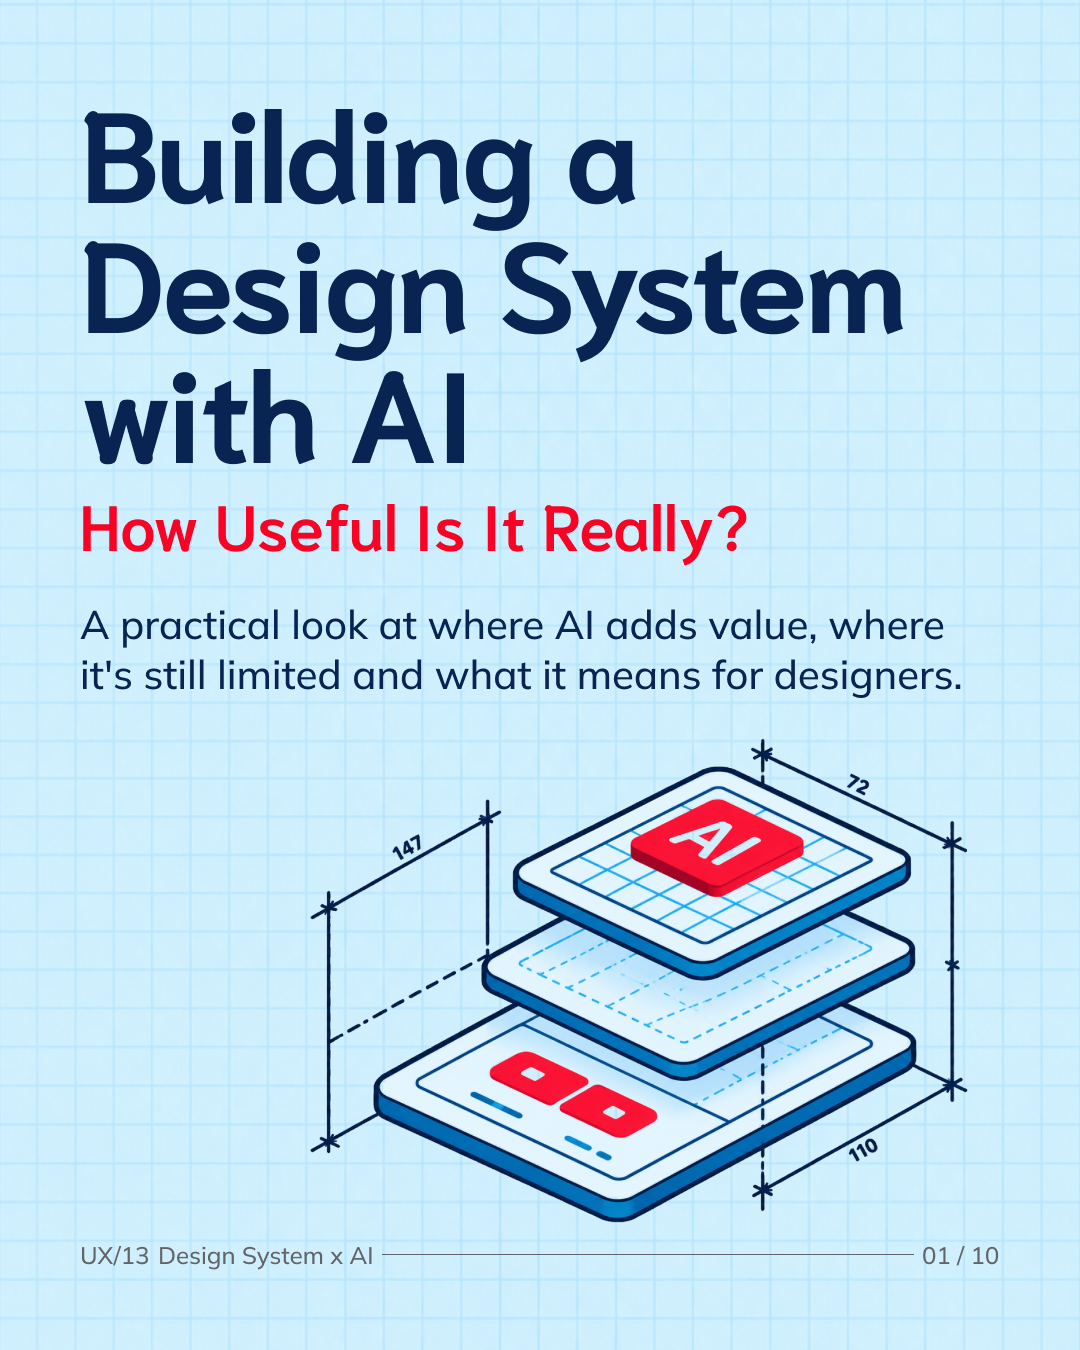 Building a
Design System
with AI
How Useful Is It Really?
A practical look at where AI adds value, where
it's still limited and what it means for designers.
72
147
AI
110
UX/13 Design System x AI
01 / 10